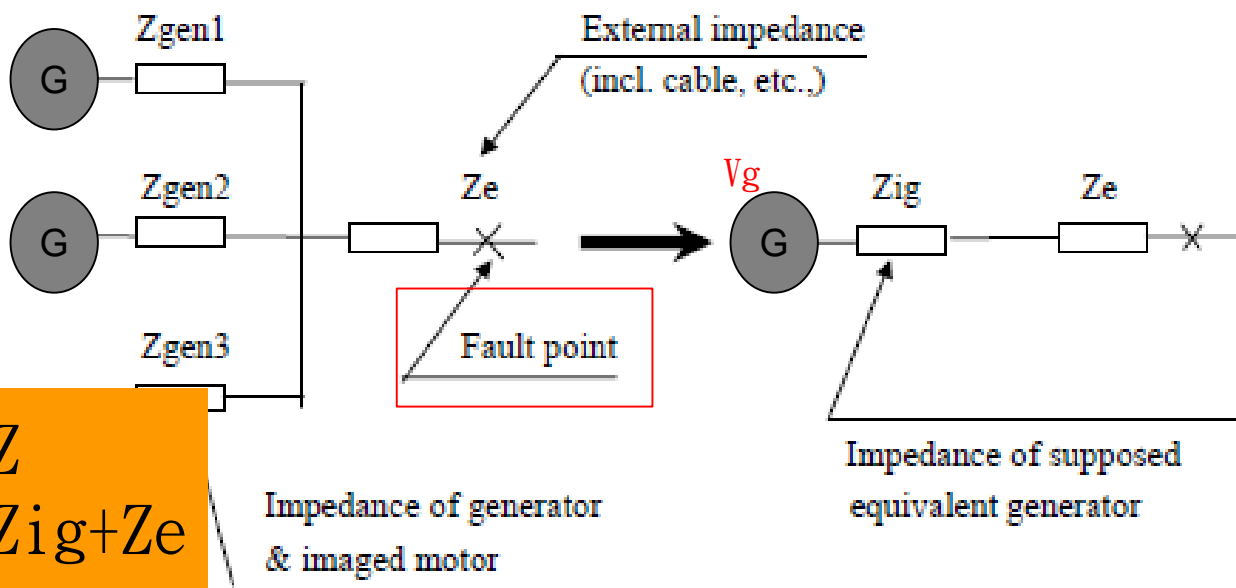 Zgen1
External impedance
(incl. cable, etc.,)
G
Zgen2
Ze
Vg
Zig
Ze
G
G
Zgen3
Fault point
Z
Zig+Ze
Impedance of generator
& imaged motor
Impedance of supposed
equivalent generator